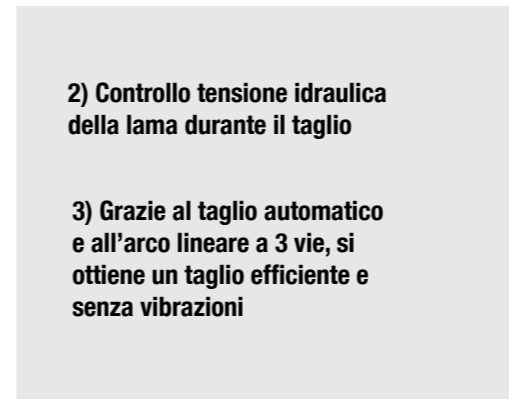 2) Controllo tensione idraulica
della lama durante il taglio
3) Grazie al taglio automatico
e all’arco lineare a 3 vie, si
ottiene un taglio efficiente e
senza vibrazioni